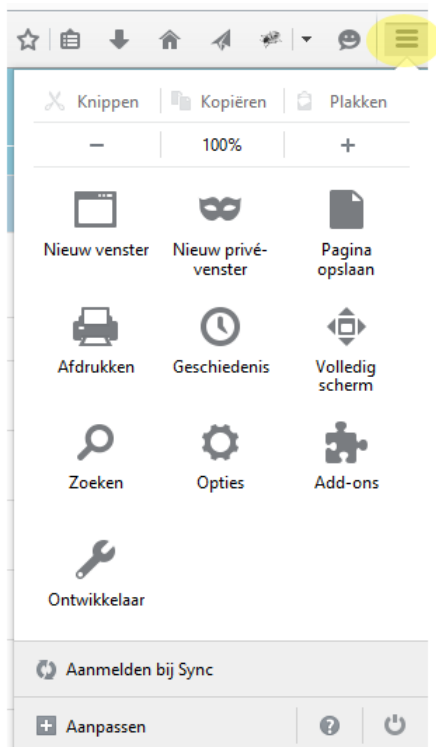 Knippen Kopiëren Plakken
− 100% +
Nieuw venster Nieuw privé- Pagina
venster opslaan
Afdrukken Geschiedenis Volledig
scherm
Zoeken Opties Add-ons
Ontwikkelaar
Aanmelden bij Sync
Aanpassen ?